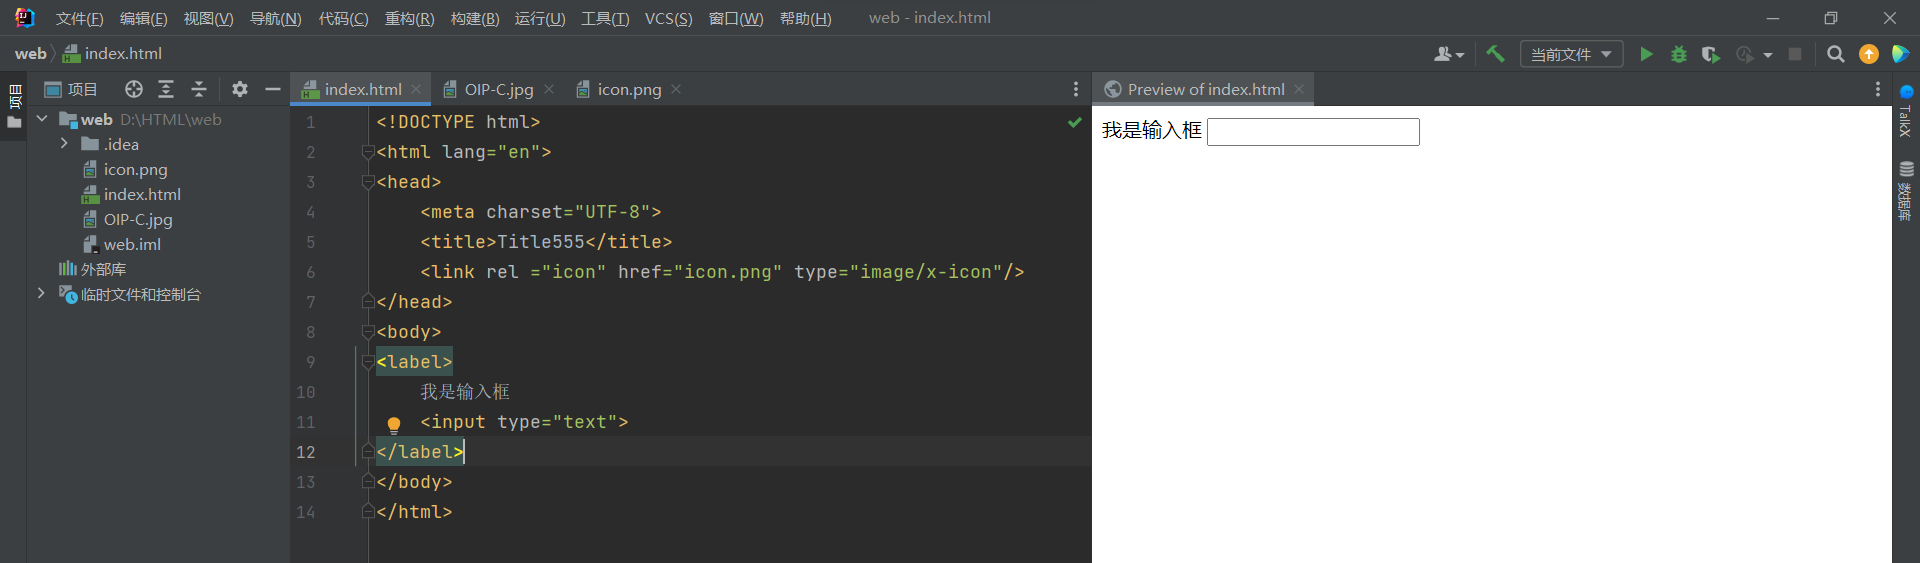 文件(F) 编辑(E) 视图(V) 导航(N) 代码(C) 重构(R) 构建(B) 运行(U) 工具(T) VCS(S) 窗口(W) 帮助(H) web - index.html
web index.html
当前文件
项目
项目
index.html OIP-C.jpg icon.png
Preview of index.html
web D:\HTML\web
.idea
icon.png
index.html
OIP-C.jpg
web.iml
外部库
临时文件和控制台
1 <!DOCTYPE html>
2 <html lang="en">
3 <head>
4 <meta charset="UTF-8">
5 <title>Title555</title>
6 <link rel ="icon" href="icon.png" type="image/x-icon"/>
7 </head>
8 <body>
9 <label>
10 我是输入框
11 <input type="text">
12 </label>
13 </body>
14 </html>
我是输入框
TalkX
数据库